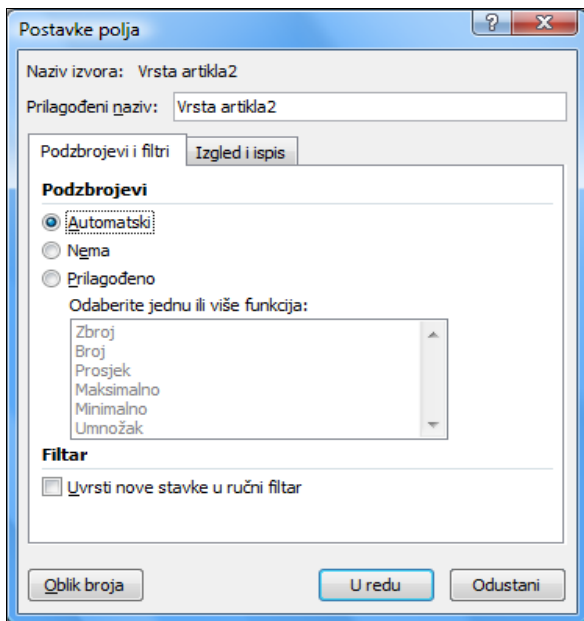 Postavke polja
Naziv izvora: Vrsta artikla2
Prilagođeni naziv: Vrsta artikla2
Podzbrojevi i filtri Izgled i ispis
Podzbrojevi
Automatski
Nema
Prilagođeno
Odaberite jednu ili više funkcija:
Zbroj
Broj
Prosjek
Maksimalno
Minimalno
Umnožak
Filtar
Uvrsti nove stavke u ručni filtar
Oblik broja U redu Odustani